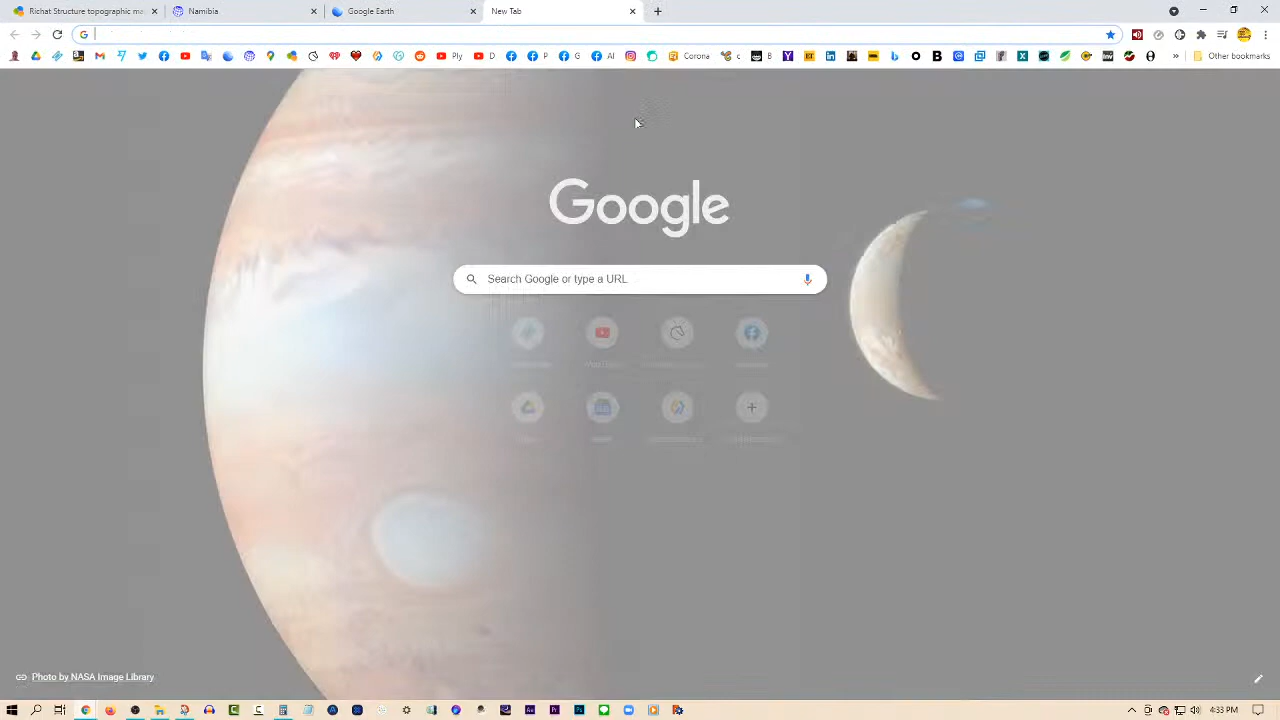 Richat Structure topographic ma
Namibia
Google Earth
New Tab
Ply
D
P
G
AI
Corona
c
B
Other bookmarks
Google
Search Google or type a URL
Photo by NASA Image Library
4:33 PM